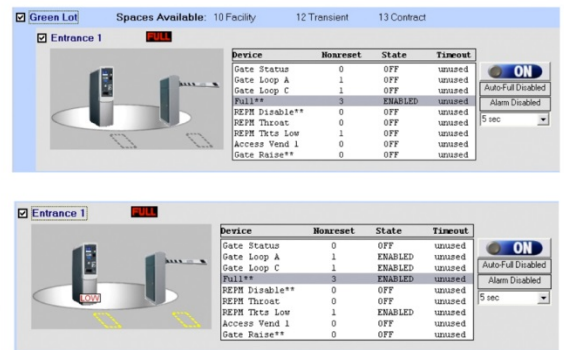 Green Lot Spaces Available: 10 Facility 12 Transient 13 Contract
Entrance 1 FULL
Device Nonreset State Timeout
Gate Status 0 OFF unused
Gate Loop A 1 OFF unused
Gate Loop C 1 OFF unused
Full** 3 ENABLED unused
REPM Disable** 0 OFF unused
REPM Throat 0 OFF unused
REPM Tkts Low 1 OFF unused
Access Vend 1 0 OFF unused
Gate Raise** 0 OFF unused
ON
Auto-Full Disabled
Alarm Disabled
5 sec
Entrance 1 FULL
LOW
Device Nonreset State Timeout
Gate Status 0 OFF unused
Gate Loop A 1 ENABLED unused
Gate Loop C 1 ENABLED unused
Full** 3 ENABLED unused
REPM Disable** 0 OFF unused
REPM Throat 0 OFF unused
REPM Tkts Low 1 ENABLED unused
Access Vend 1 0 OFF unused
Gate Raise** 0 OFF unused
ON
Auto-Full Disabled
Alarm Disabled
5 sec